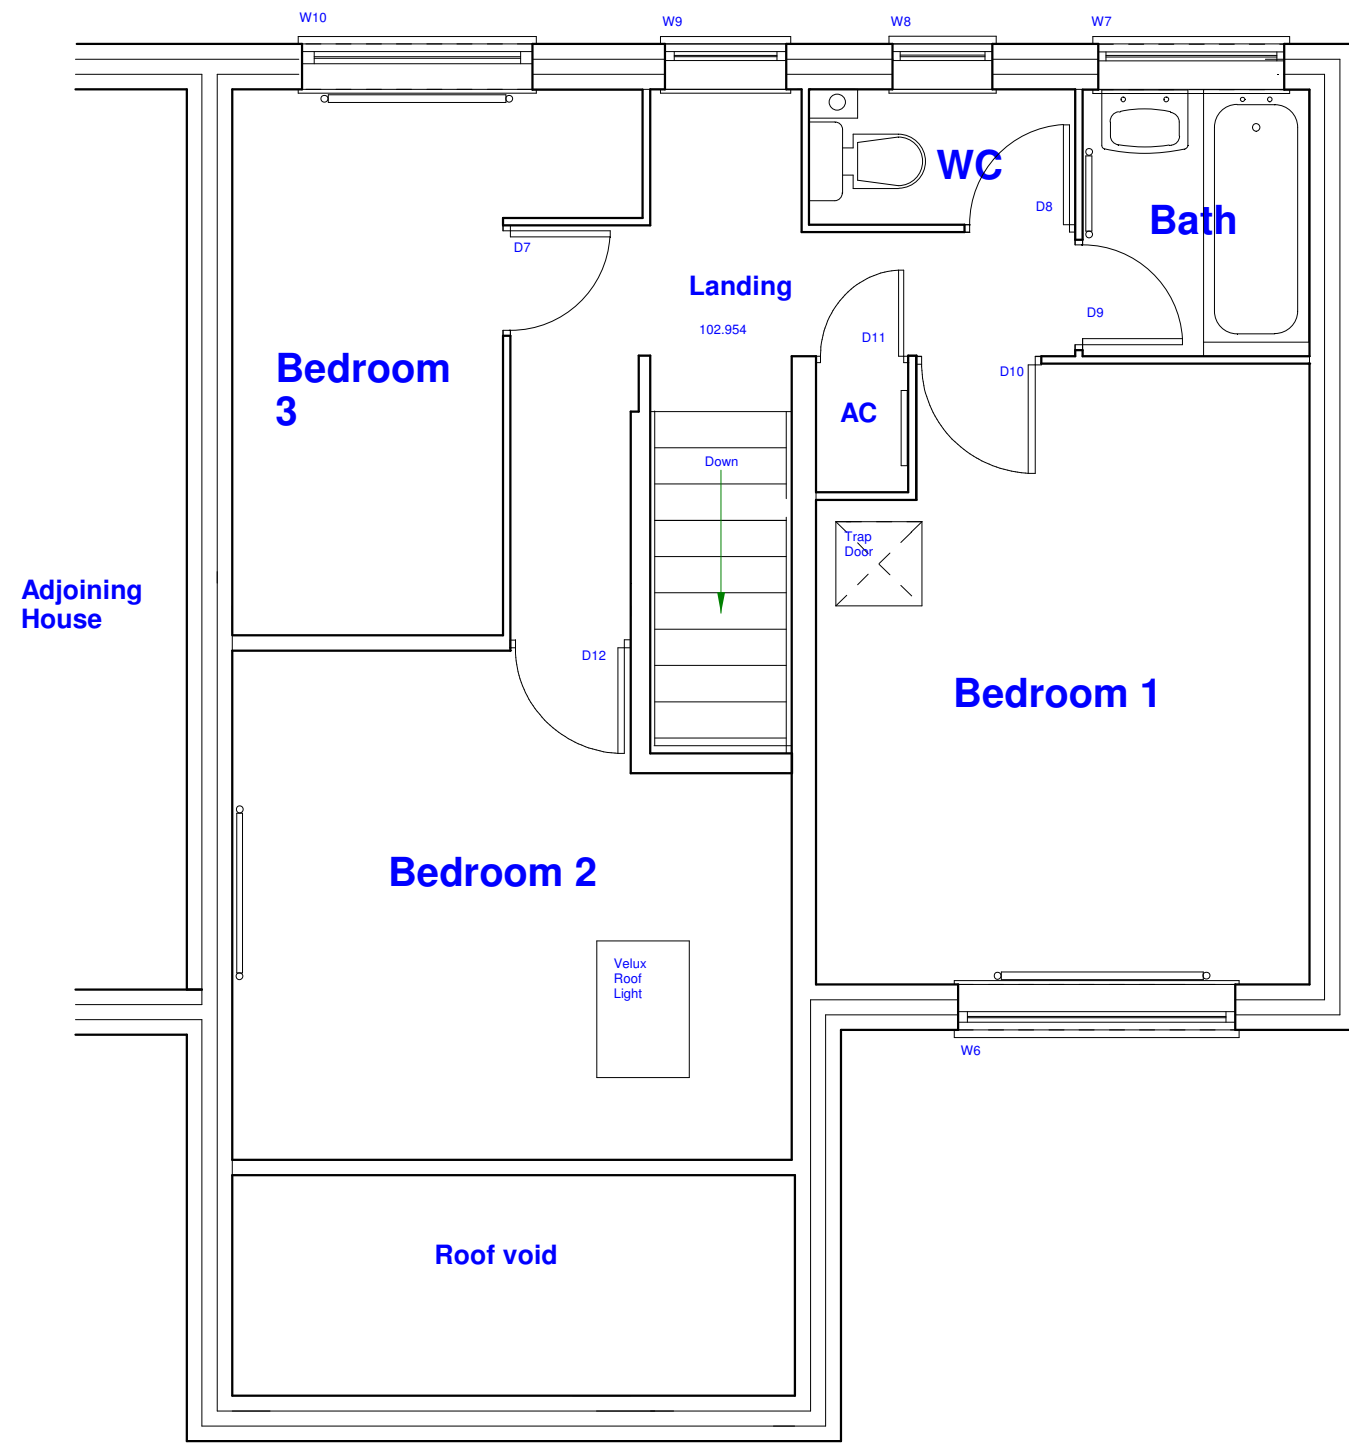 W10
W9
W8
W7
WC
D8
Bath
D7
Landing
D9
102.954
D11
Bedroom
3
D10
AC
Down
Trap
Door
Adjoining
House
D12
Bedroom 1
Bedroom 2
Velux
Roof
Light
W6
Roof void